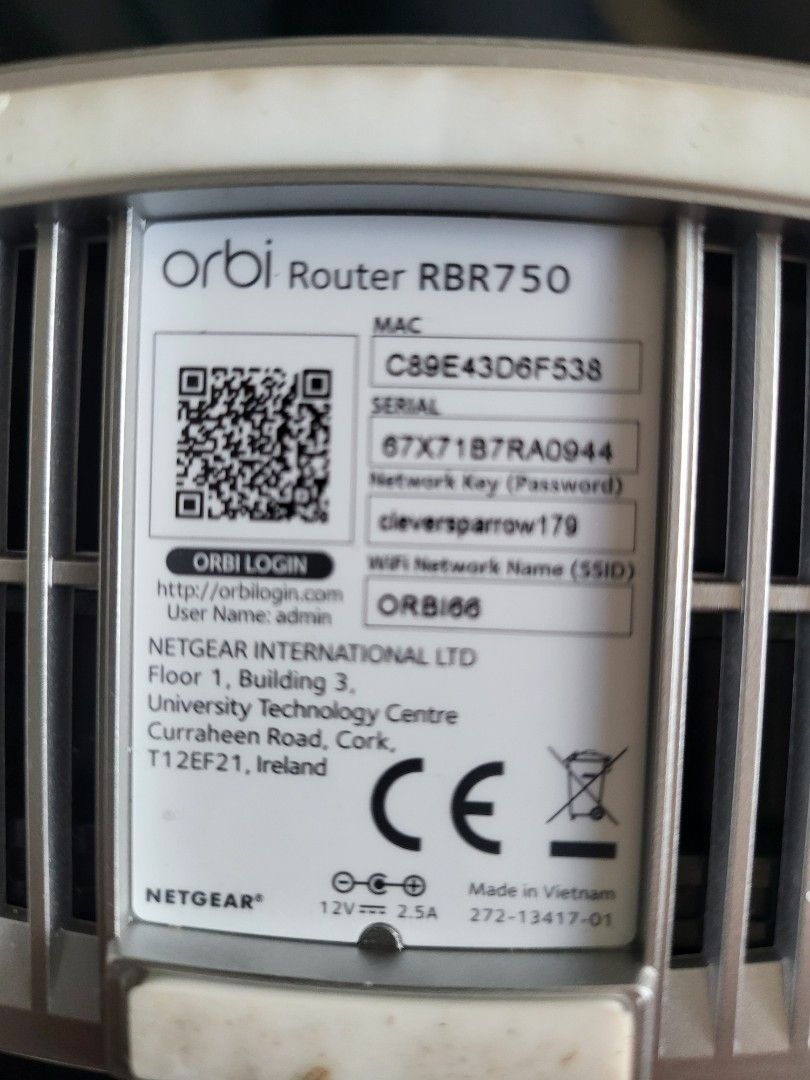 orbi Router RBR750
MAC
C89E43D6F538
SERIAL
67X71B7RA0944
Network Key (Password)
cleversparrow179
WiFi Network Name (SSID)
ORBI66
ORBI LOGIN
http://orbilogin.com
User Name: admin
NETGEAR INTERNATIONAL LTD
Floor 1, Building 3,
University Technology Centre
Curraheen Road, Cork,
T12EF21, Ireland
CE
NETGEAR®
12V⎓ 2.5A
Made in Vietnam
272-13417-01